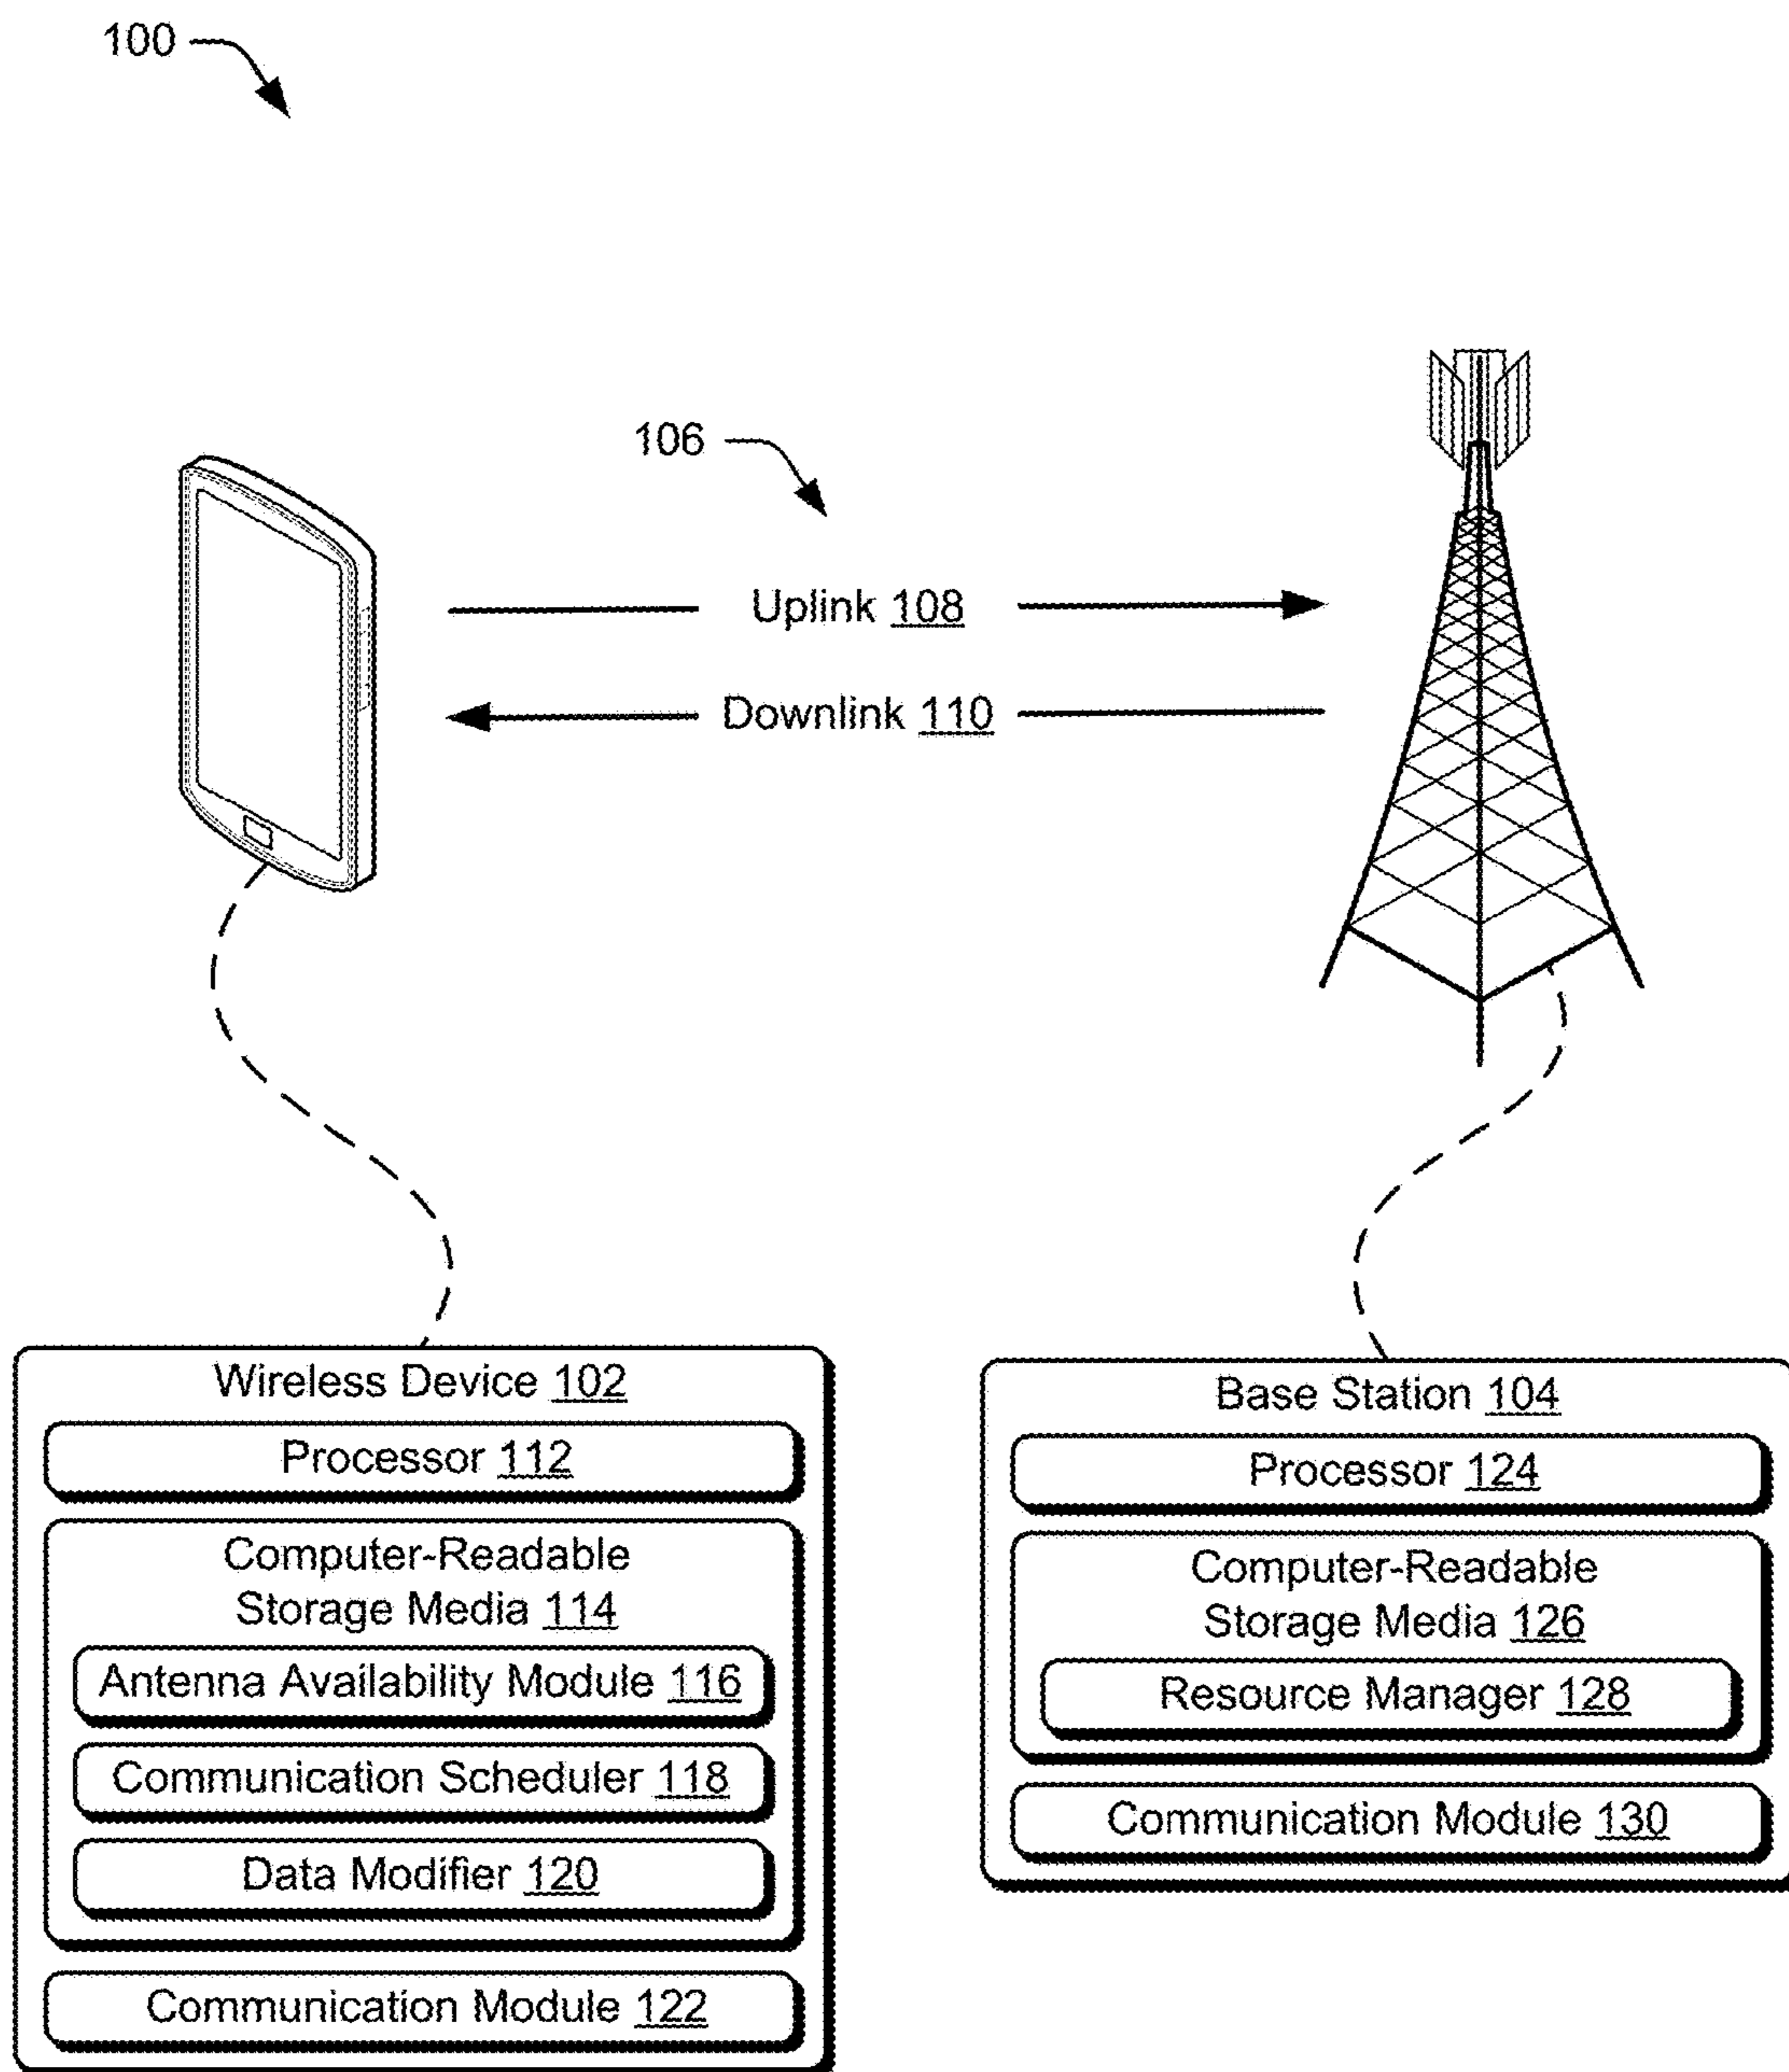 100
106
Uplink 108
Downlink 110
Wireless Device 102
Processor 112
Computer-Readable
Storage Media 114
Antenna Availability Module 116
Communication Scheduler 118
Data Modifier 120
Communication Module 122
Base Station 104
Processor 124
Computer-Readable
Storage Media 126
Resource Manager 128
Communication Module 130